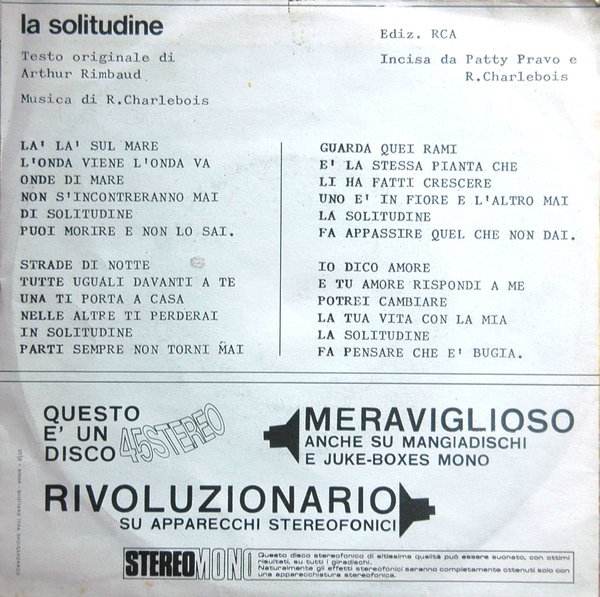 la solitudine
Testo originale di
Arthur Rimbaud
Musica di R.Charlebois
Ediz. RCA
Incisa da Patty Pravo e
R.Charlebois
LA' LA' SUL MARE
L'ONDA VIENE L'ONDA VA
ONDE DI MARE
NON S'INCONTRERANNO MAI
DI SOLITUDINE
PUOI MORIRE E NON LO SAI.
STRADE DI NOTTE
TUTTE UGUALI DAVANTI A TE
UNA TI PORTA A CASA
NELLE ALTRE TI PERDERAI
IN SOLITUDINE
PARTI SEMPRE NON TORNI MAI
GUARDA QUEI RAMI
E' LA STESSA PIANTA CHE
LI HA FATTI CRESCERE
UNO E' IN FIORE E L'ALTRO MAI
LA SOLITUDINE
FA APPASSIRE QUEL CHE NON DAI.
IO DICO AMORE
E TU AMORE RISPONDI A ME
POTREI CAMBIARE
LA TUA VITA CON LA MIA
LA SOLITUDINE
FA PENSARE CHE E' BUGIA.
QUESTO
E' UN
DISCO
45STEREO
MERAVIGLIOSO
ANCHE SU MANGIADISCHI
E JUKE-BOXES MONO
RIVOLUZIONARIO
SU APPARECCHI STEREOFONICI
STEREOMONO
Questo disco stereofonico di altissima qualità può essere suonato, con ottimi
risultati, su tutti i giradischi.
Naturalmente gli effetti stereofonici saranno completamente ottenuti solo con
una apparecchiatura stereofonica.